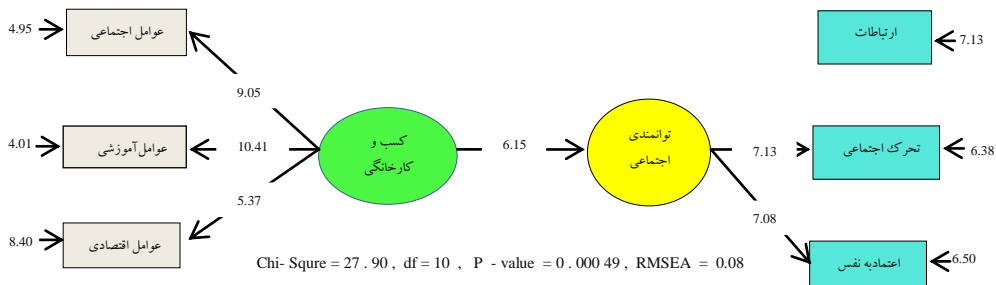 4.95
عوامل اجتماعی
ارتباطات
7.13
9.05
4.01
عوامل آموزشی
10.41
کسب و
کارخانگی
6.15
توانمندی
اجتماعی
7.13
تحرک اجتماعی
6.38
5.37
7.08
8.40
عوامل اقتصادی
اعتمادبه نفس
6.50
Chi- Squre = 27 . 90 , df = 10 , P - value = 0 . 000 49 , RMSEA = 0.08